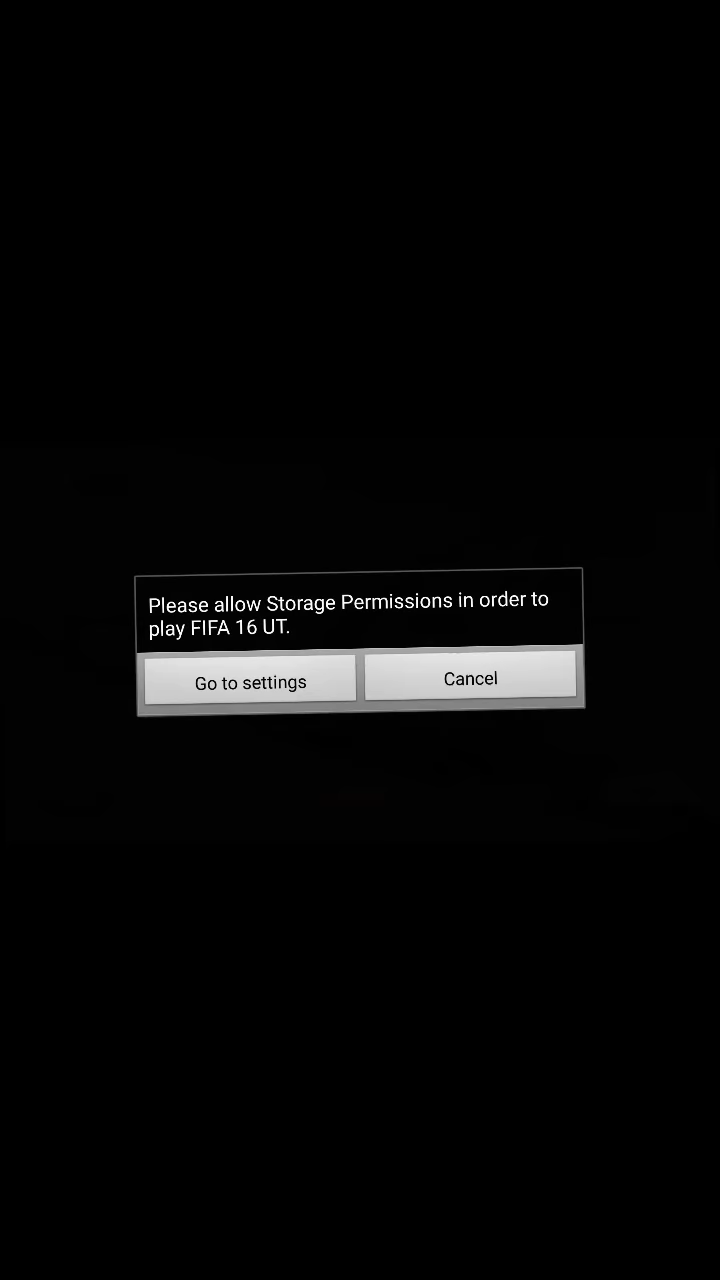 Please allow Storage Permissions in order to
play FIFA 16 UT.
Go to settings
Cancel